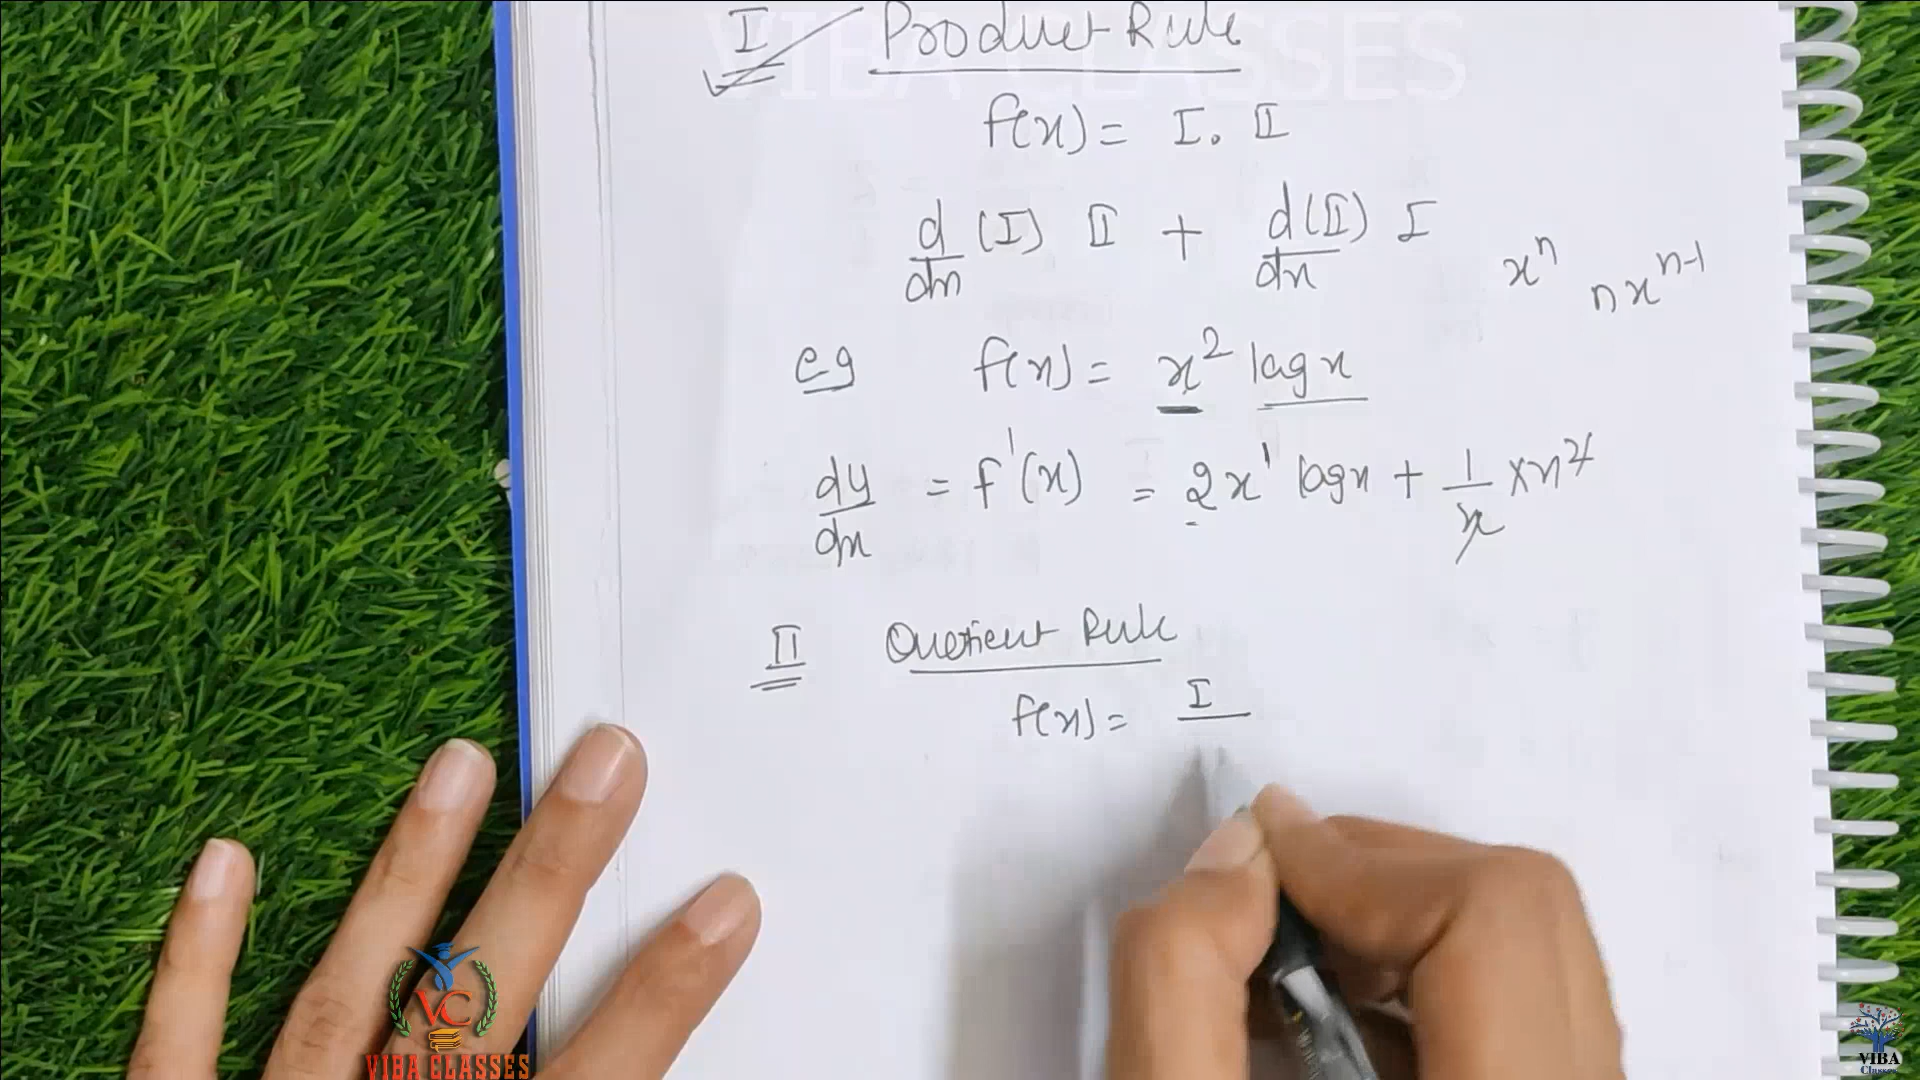 I Product Rule
VIBA CLASSES
f(x) = I. II
d/dx (I) II + d(II)/dx I
x^n nx^(n-1)
eg f(x) = x^2 log x
dy/dx = f'(x) = 2x^1 log x + 1/x × x^2
II Quotient Rule
f(x) = I
VC
VIBA CLASSES
VIBA
Classes